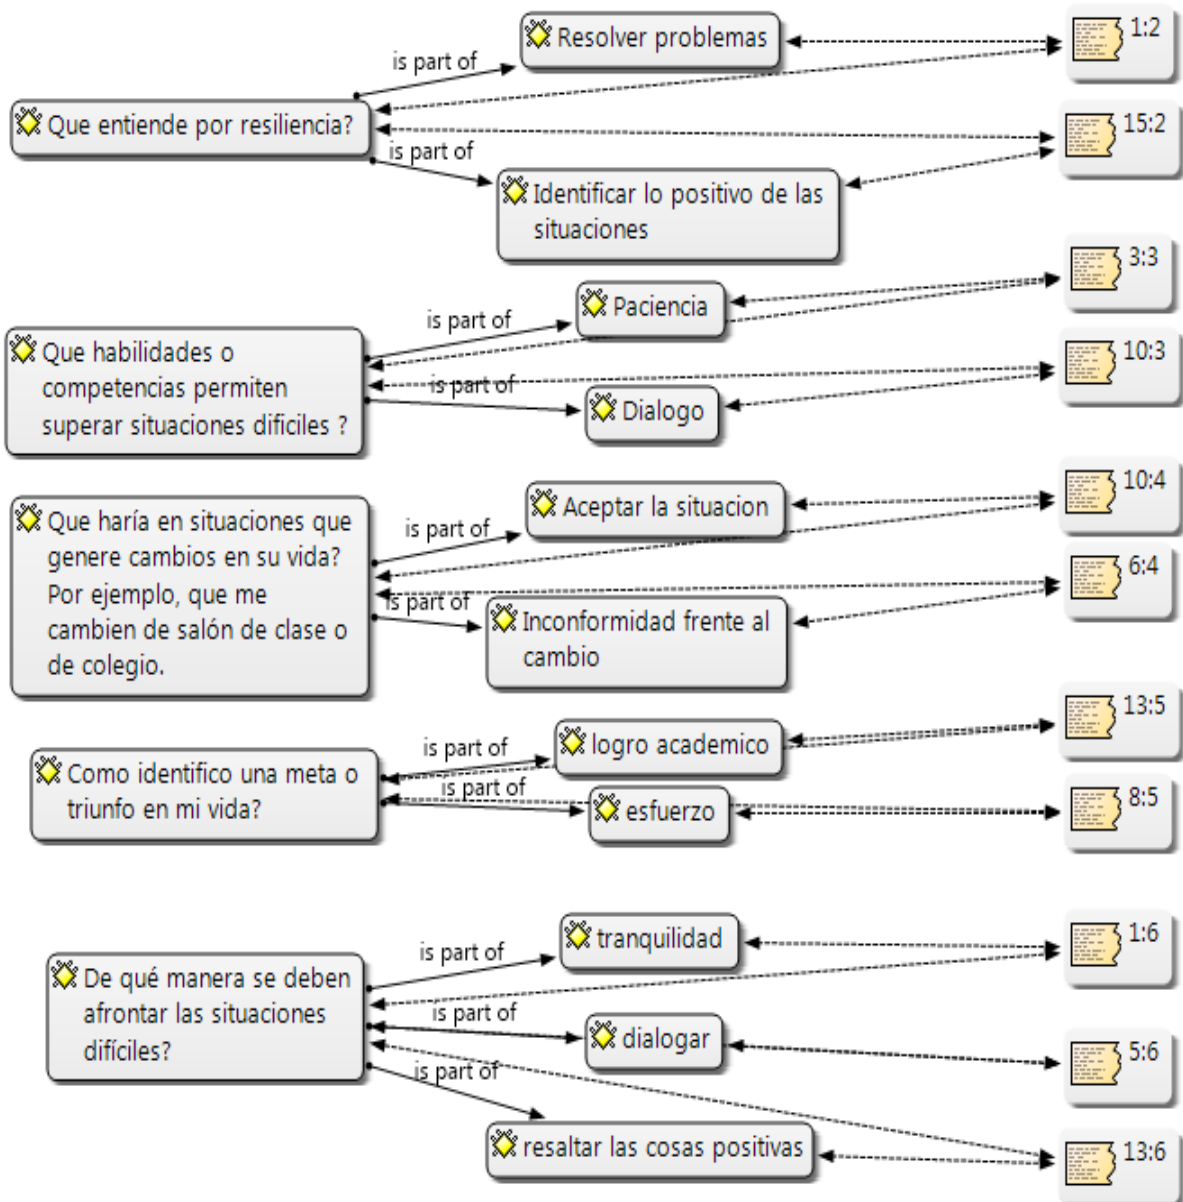 Resolver problemas
1:2
is part of
Que entiende por resiliencia?
15:2
is part of
Identificar lo positivo de las
situaciones
3:3
Paciencia
is part of
Que habilidades o
competencias permiten
superar situaciones dificiles ?
10:3
is part of
Dialogo
10:4
Aceptar la situacion
is part of
Que haría en situaciones que
genere cambios en su vida?
Por ejemplo, que me
cambien de salón de clase o
de colegio.
6:4
is part of
Inconformidad frente al
cambio
13:5
logro academico
is part of
Como identifico una meta o
triunfo en mi vida?
is part of
esfuerzo
8:5
1:6
tranquilidad
is part of
De qué manera se deben
afrontar las situaciones
difíciles?
is part of
dialogar
5:6
is part of
resaltar las cosas positivas
13:6